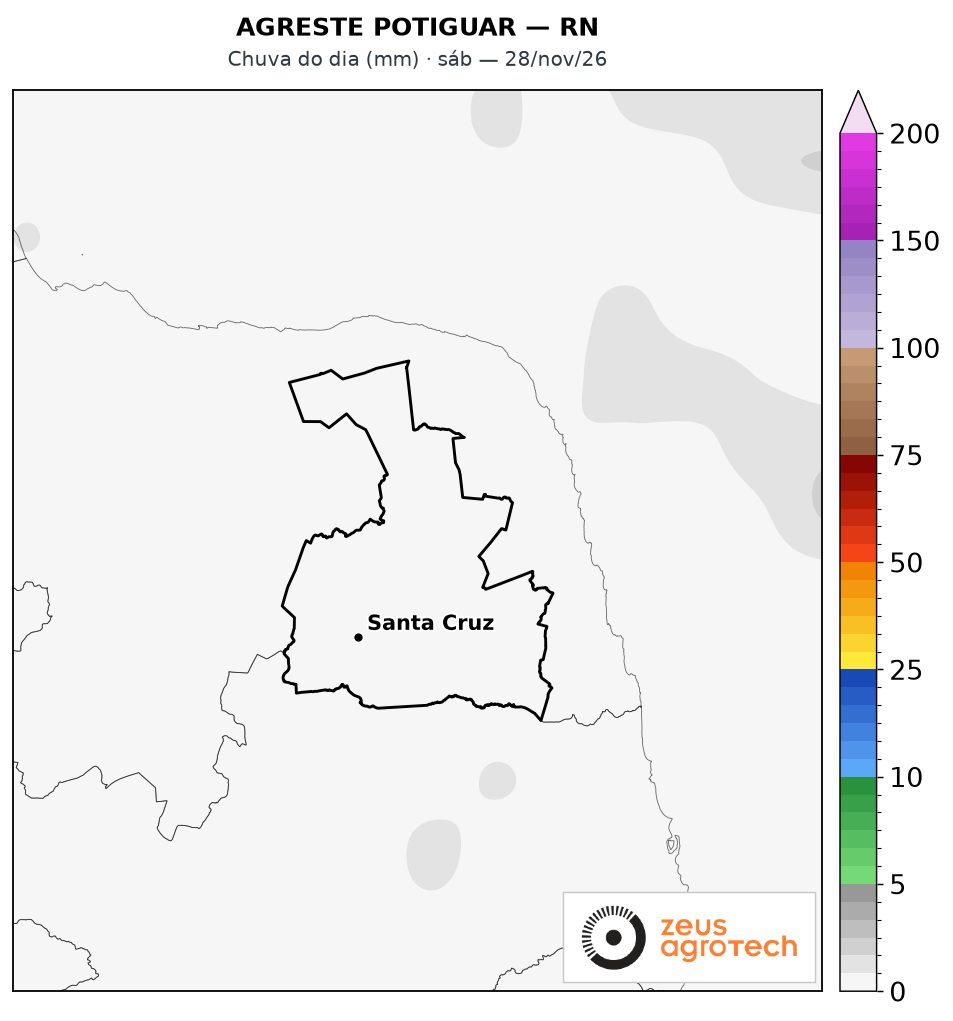 AGRESTE POTIGUAR — RN
Chuva do dia (mm) · sáb — 28/nov/26
200
150
100
75
50
25
10
5
0
Santa Cruz
zeus
agrotech